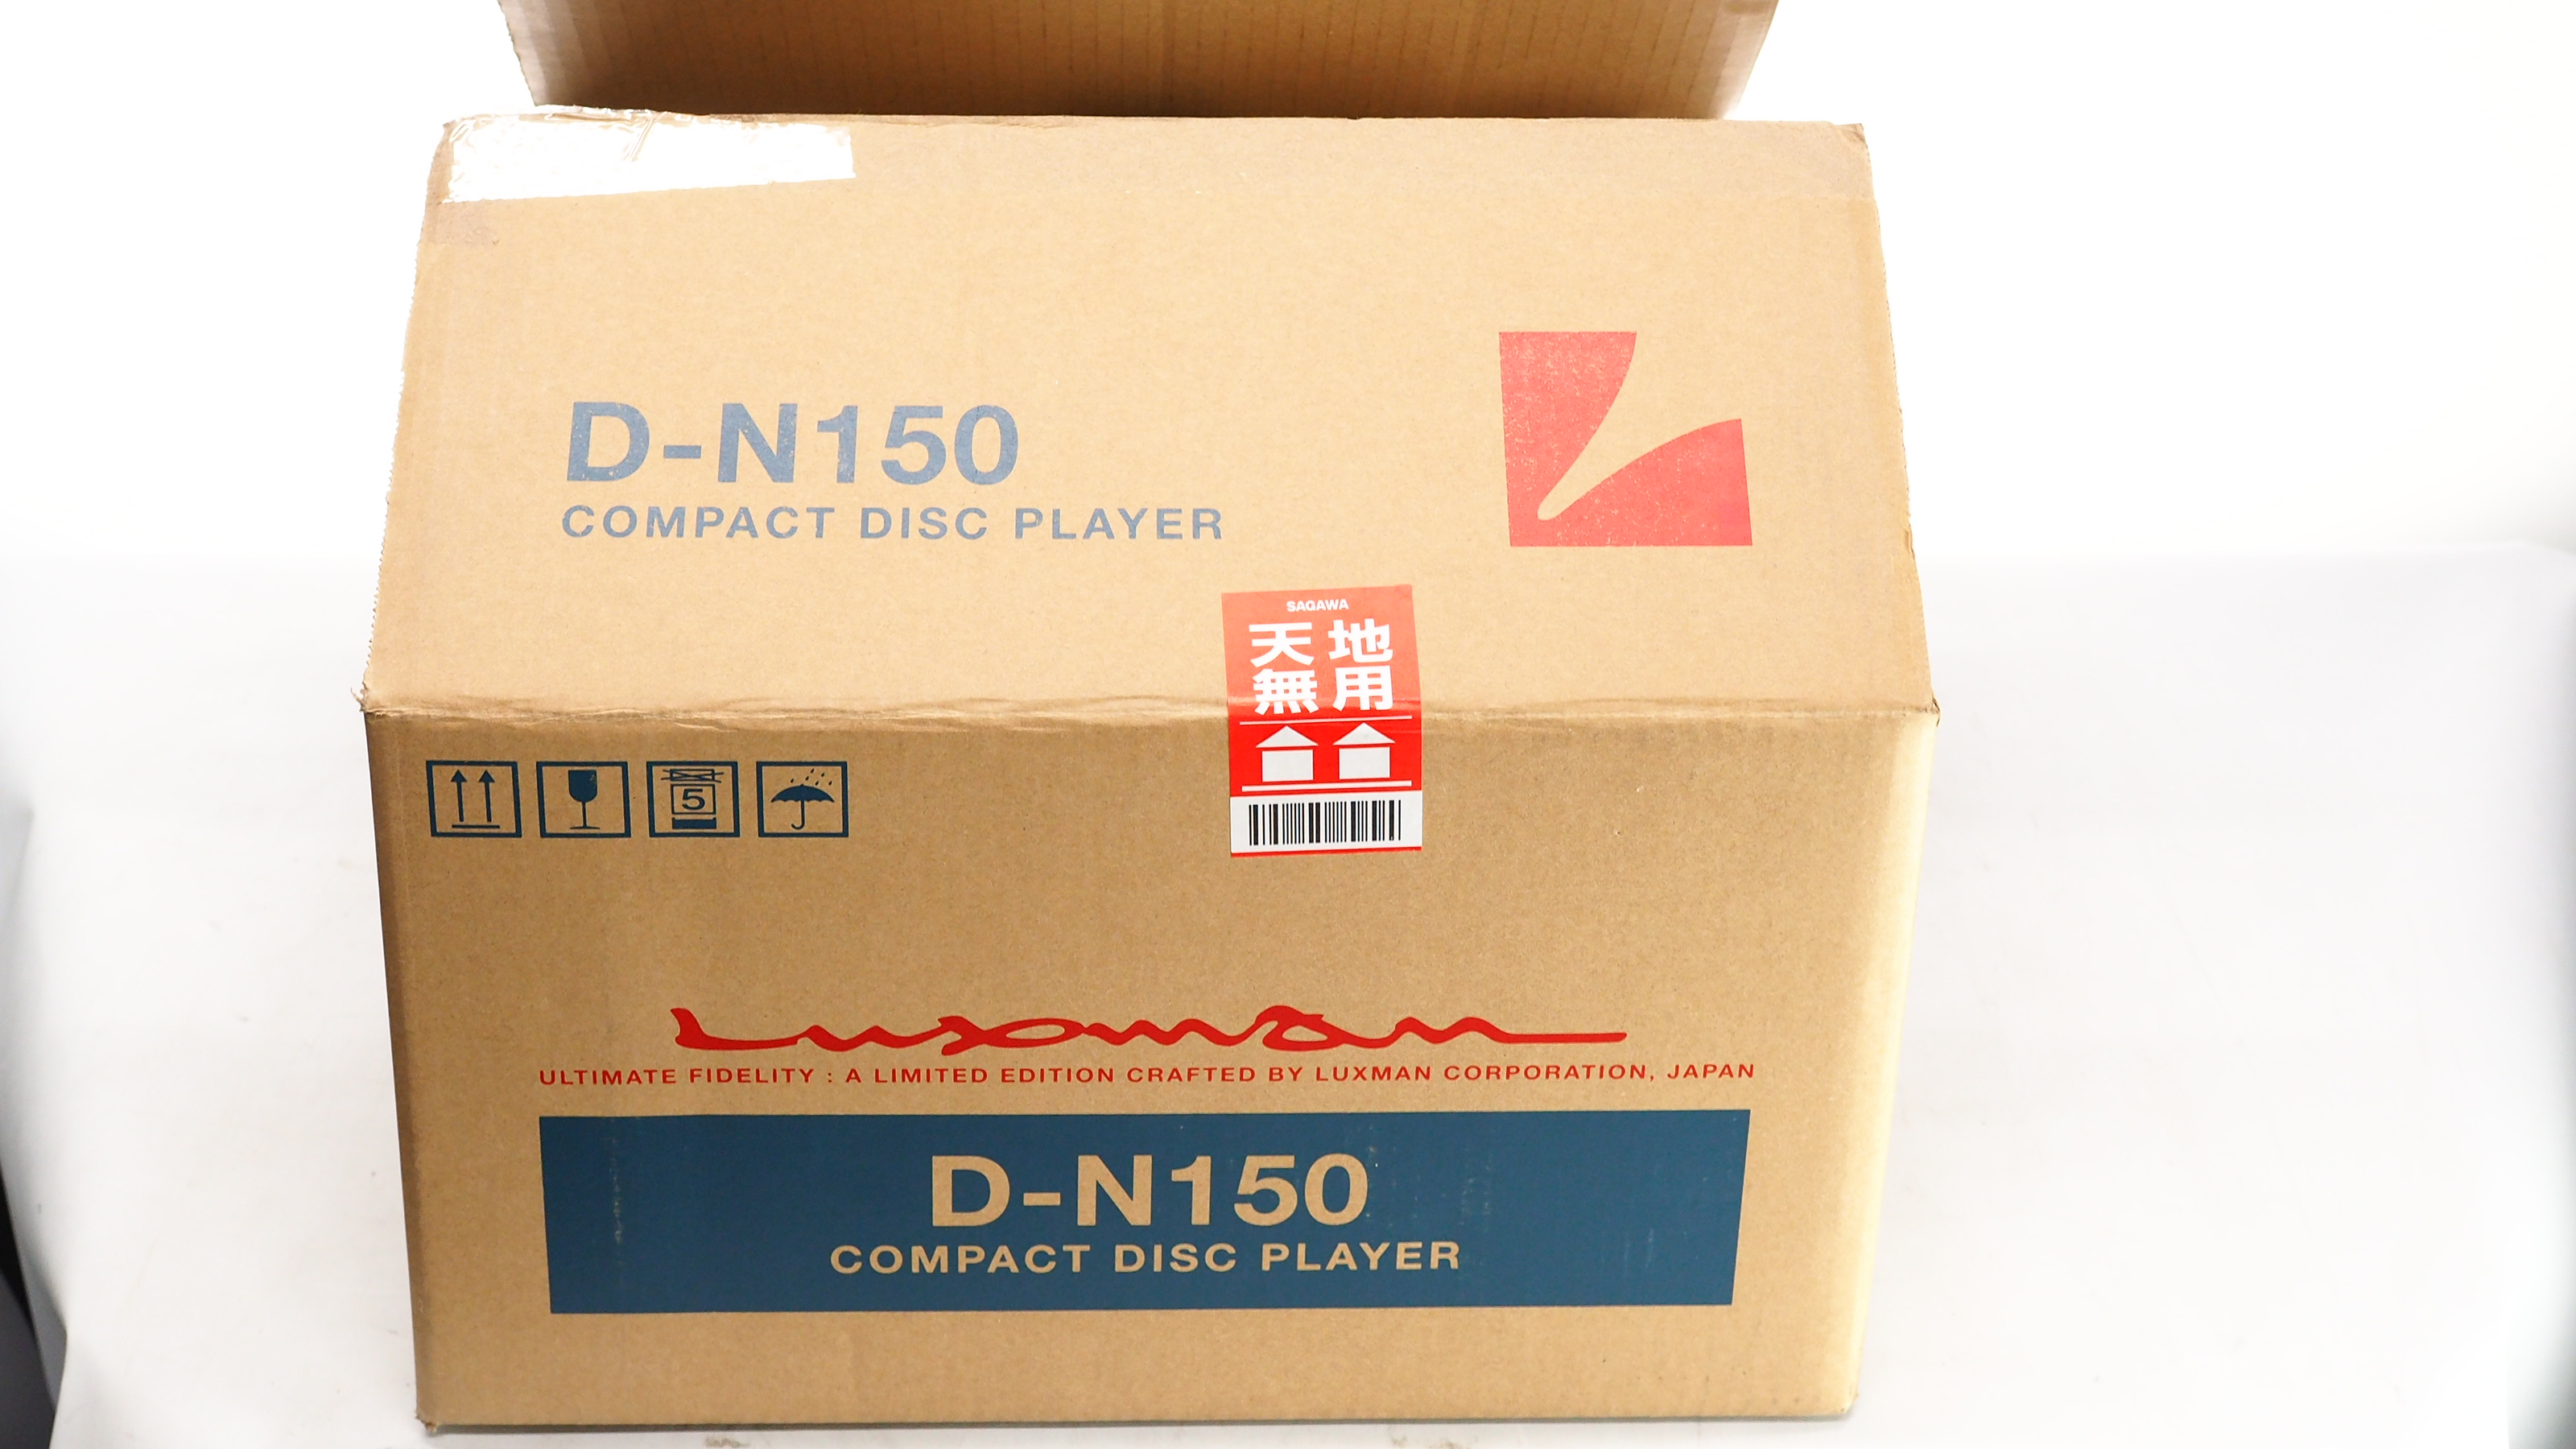 D-N150
COMPACT DISC PLAYER
SAGAWA
天地
無用
5
Luxman
ULTIMATE FIDELITY : A LIMITED EDITION CRAFTED BY LUXMAN CORPORATION, JAPAN
D-N150
COMPACT DISC PLAYER